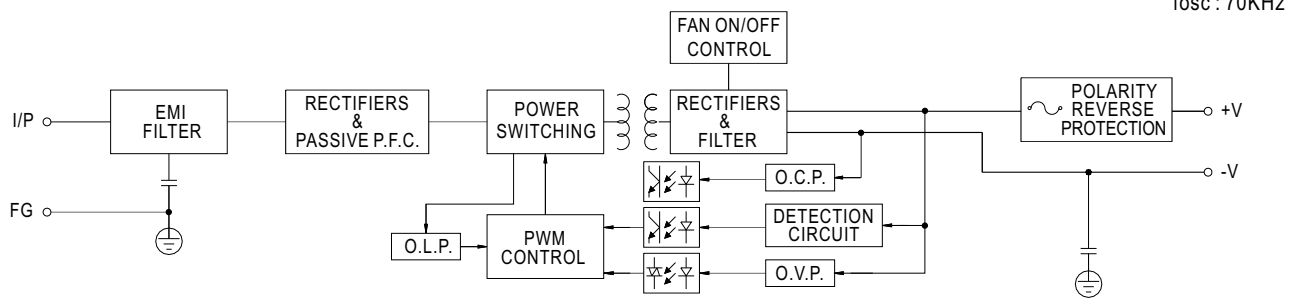 fosc : 70KHz
FAN ON/OFF
CONTROL
I/P
EMI
FILTER
RECTIFIERS
&
PASSIVE P.F.C.
POWER
SWITCHING
RECTIFIERS
&
FILTER
POLARITY
REVERSE
PROTECTION
+V
-V
FG
O.C.P.
DETECTION
CIRCUIT
O.L.P.
PWM
CONTROL
O.V.P.